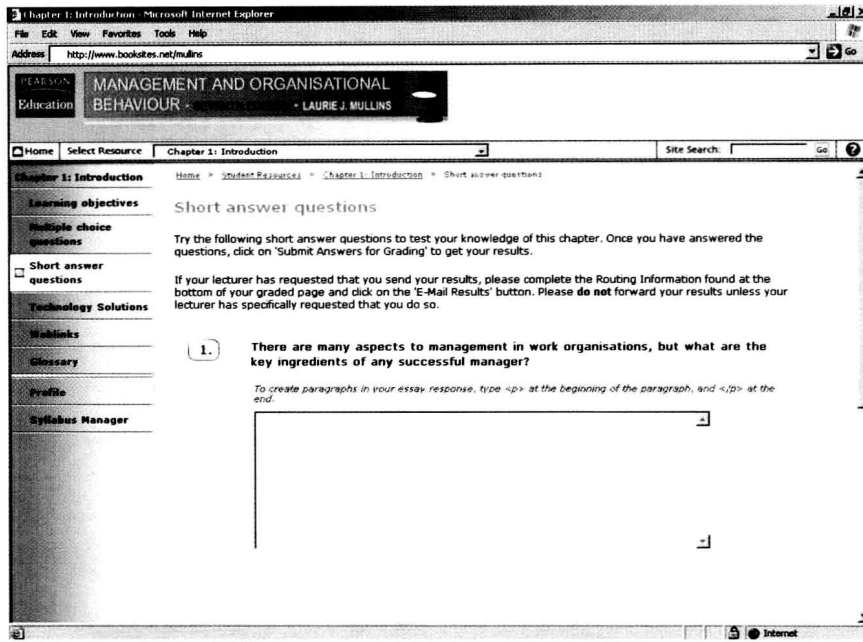 Chapter 1: Introduction - Microsoft Internet Explorer
File Edit View Favorites Tools Help
Address http://www.booksites.net/mullins Go
PEARSON
Education
MANAGEMENT AND ORGANISATIONAL
BEHAVIOUR - - LAURIE J. MULLINS
Home Select Resource Chapter 1: Introduction Site Search: Go
Chapter 1: Introduction
Learning objectives
Multiple choice
questions
Short answer
questions
Technology Solutions
Weblinks
Glossary
Profile
Syllabus Manager
Home > Student Resources > Chapter 1: Introduction > Short answer questions
Short answer questions
Try the following short answer questions to test your knowledge of this chapter. Once you have answered the
questions, click on 'Submit Answers for Grading' to get your results.
If your lecturer has requested that you send your results, please complete the Routing Information found at the
bottom of your graded page and click on the 'E-Mail Results' button. Please do not forward your results unless your
lecturer has specifically requested that you do so.
1. There are many aspects to management in work organisations, but what are the
key ingredients of any successful manager?
To create paragraphs in your essay response, type <p> at the beginning of the paragraph, and </p> at the
end.
Internet